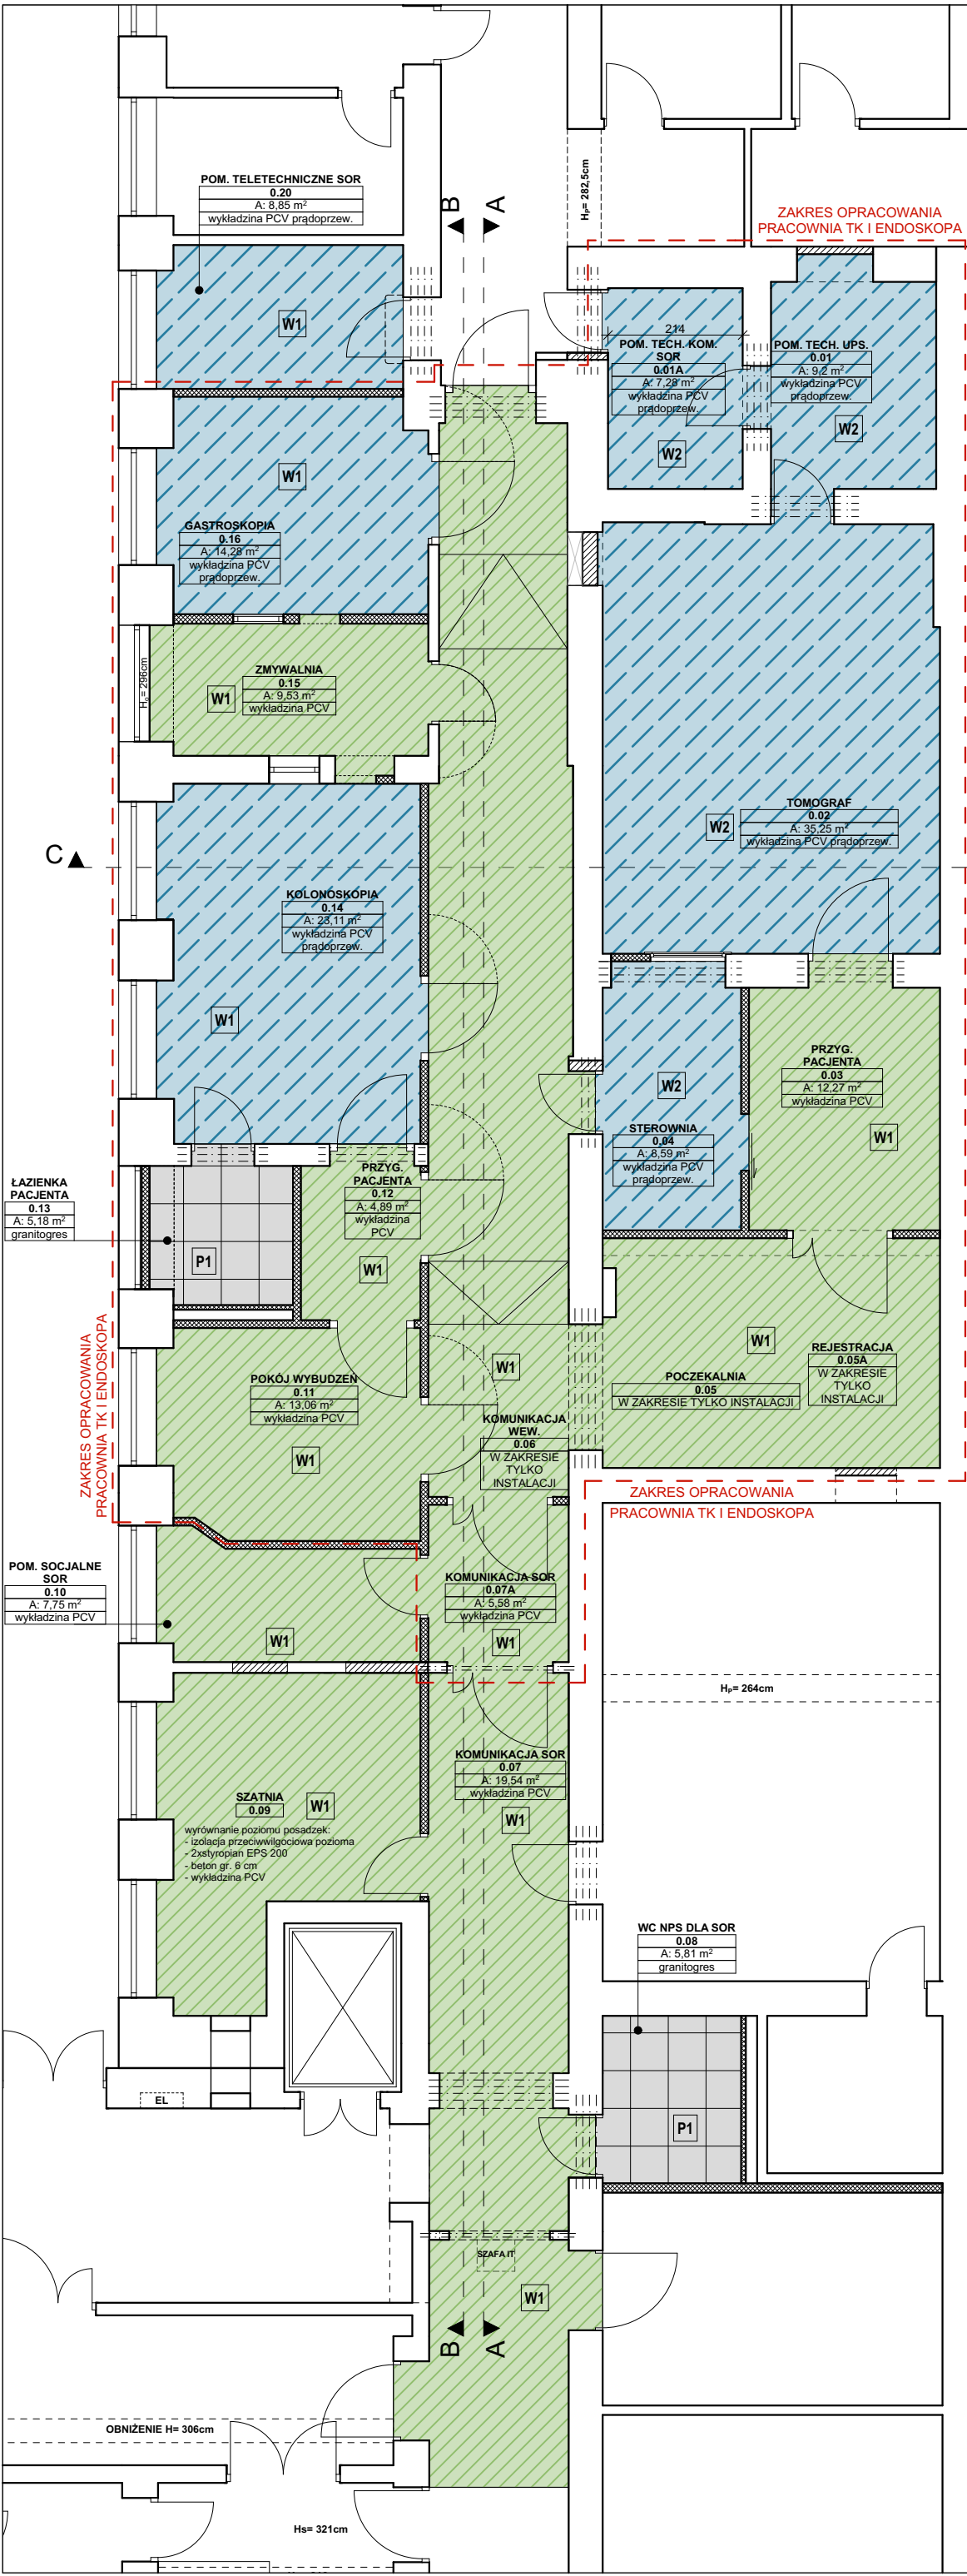 POM. TELETECHNICZNE SOR
0.20
A: 8,85 m²
wykładzina PCV prądoprzew.
W1
B
A
Hₚ= 282,5cm
ZAKRES OPRACOWANIA
PRACOWNIA TK I ENDOSKOPA
214
POM. TECH. KOM.
SOR
0.01A
A: 7,28 m²
wykładzina PCV
prądoprzew.
W2
POM. TECH. UPS.
0.01
A: 9,2 m²
wykładzina PCV
prądoprzew.
W2
W1
GASTROSKOPIA
0.16
A: 14,28 m²
wykładzina PCV
prądoprzew.
ZMYWALNIA
0.15
A: 9,53 m²
wykładzina PCV
W1
= 296cm
TOMOGRAF
0.02
A: 35,25 m²
wykładzina PCV prądoprzew.
W2
C
KOLONOSKOPIA
0.14
A: 23,11 m²
wykładzina PCV
prądoprzew.
W1
PRZYG.
PACJENTA
0.03
A: 12,27 m²
wykładzina PCV
W1
W2
STEROWNIA
0.04
A: 8,59 m²
wykładzina PCV
prądoprzew.
ŁAZIENKA
PACJENTA
0.13
A: 5,18 m²
granitogres
P1
PRZYG.
PACJENTA
0.12
A: 4,89 m²
wykładzina
PCV
W1
ZAKRES OPRACOWANIA
PRACOWNIA TK I ENDOSKOPA
POKÓJ WYBUDZEŃ
0.11
A: 13,06 m²
wykładzina PCV
W1
W1
KOMUNIKACJA
WEW.
0.06
W ZAKRESIE
TYLKO
INSTALACJI
W1
POCZEKALNIA
0.05
W ZAKRESIE TYLKO INSTALACJI
REJESTRACJA
0.05A
W ZAKRESIE
TYLKO
INSTALACJI
ZAKRES OPRACOWANIA
PRACOWNIA TK I ENDOSKOPA
POM. SOCJALNE
SOR
0.10
A: 7,75 m²
wykładzina PCV
W1
KOMUNIKACJA SOR
0.07A
A: 5,58 m²
wykładzina PCV
W1
Hₚ= 264cm
KOMUNIKACJA SOR
0.07
A: 19,54 m²
wykładzina PCV
W1
SZATNIA
0.09
W1
wyrównanie poziomu posadzek:
- izolacja przeciwwilgociowa pozioma
- 2xstyropian EPS 200
- beton gr. 6 cm
- wykładzina PCV
WC NPS DLA SOR
0.08
A: 5,81 m²
granitogres
P1
EL
SZAFA IT
W1
B
A
OBNIŻENIE H= 306cm
Hs= 321cm